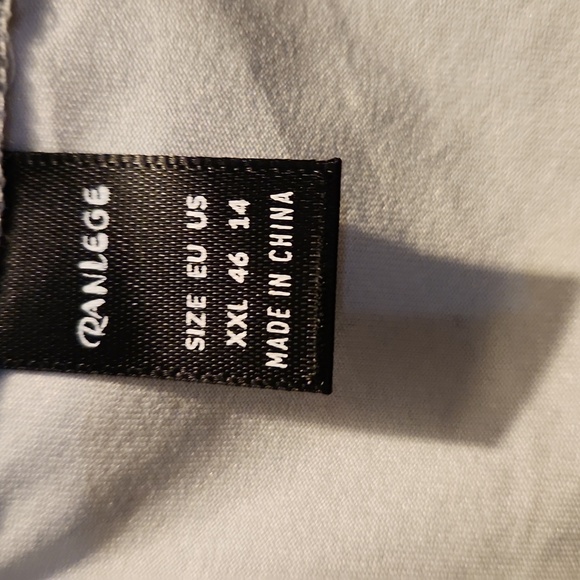 RANLEGE
SIZE EU US
XXL 46 14
MADE IN CHINA